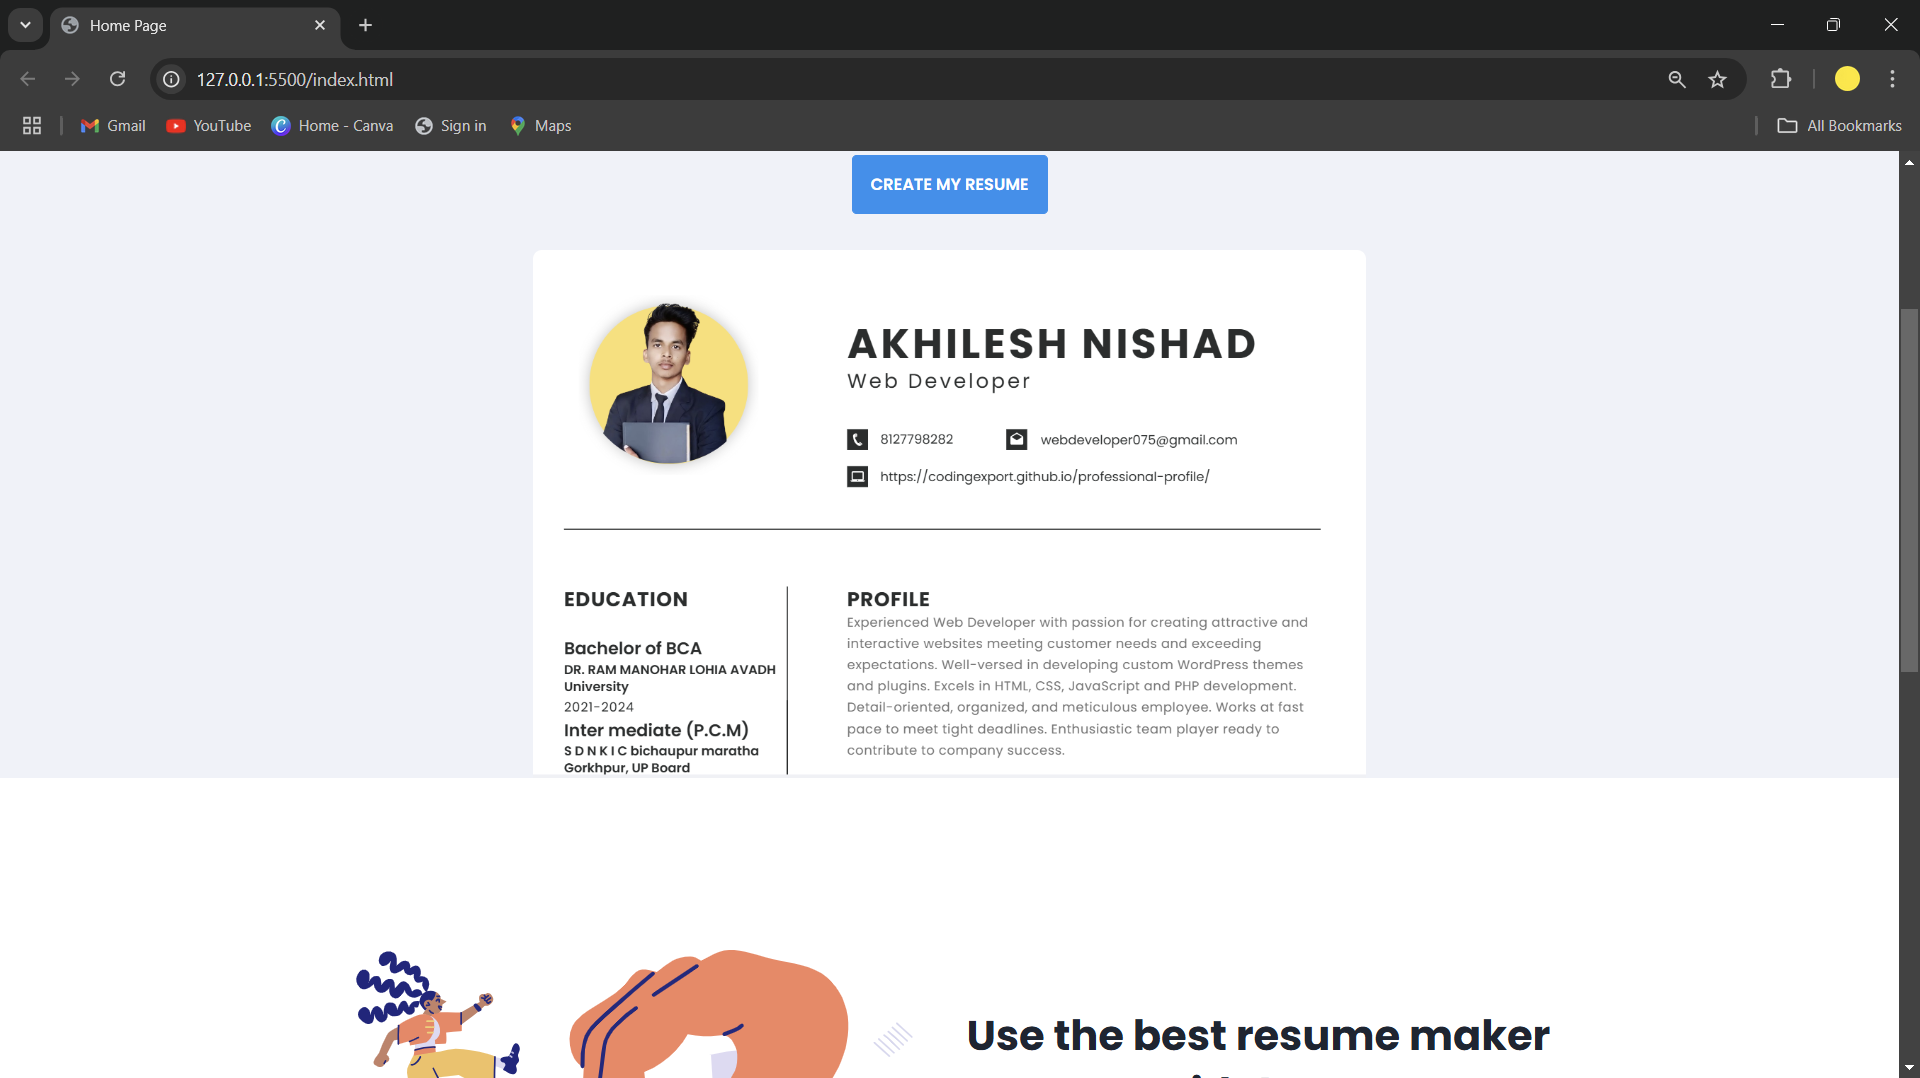 Home Page
127.0.0.1:5500/index.html
Gmail YouTube Home - Canva Sign in Maps All Bookmarks
CREATE MY RESUME
AKHILESH NISHAD
Web Developer
8127798282 webdeveloper075@gmail.com
https://codingexport.github.io/professional-profile/
EDUCATION
Bachelor of BCA
DR. RAM MANOHAR LOHIA AVADH
University
2021-2024
Inter mediate (P.C.M)
S D N K I C bichaupur maratha
Gorkhpur, UP Board
PROFILE
Experienced Web Developer with passion for creating attractive and
interactive websites meeting customer needs and exceeding
expectations. Well-versed in developing custom WordPress themes
and plugins. Excels in HTML, CSS, JavaScript and PHP development.
Detail-oriented, organized, and meticulous employee. Works at fast
pace to meet tight deadlines. Enthusiastic team player ready to
contribute to company success.
Use the best resume maker